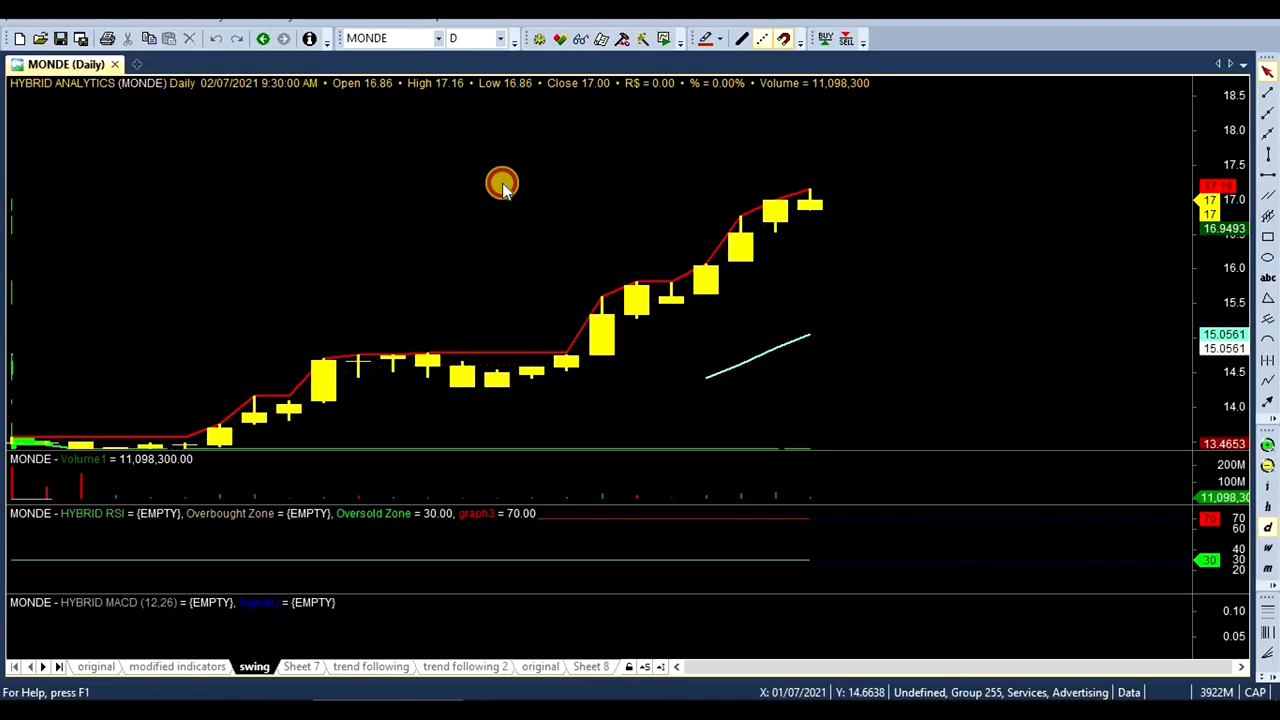 MONDE D
BUY SELL
MONDE (Daily)
HYBRID ANALYTICS (MONDE) Daily 02/07/2021 9:30:00 AM • Open 16.86 • High 17.16 • Low 16.86 • Close 17.00 • R$ = 0.00 • % = 0.00% • Volume = 11,098,300
18.5
18.0
17.5
17.16
17 17.0
17
16.9493
16.0
15.5
15.0561
15.0561
14.5
14.0
13.4653
abc
MONDE - Volume1 = 11,098,300.00
200M
100M
11,098,30
MONDE - HYBRID RSI = {EMPTY}, Overbought Zone = {EMPTY}, Oversold Zone = 30.00, graph3 = 70.00
70 70
60
40
30 30
20
i
h
d
w
m
MONDE - HYBRID MACD (12,26) = {EMPTY}, Signal() = {EMPTY}
0.10
0.05
original modified indicators swing Sheet 7 trend following trend following 2 original Sheet 8
For Help, press F1 X: 01/07/2021 Y: 14.6638 Undefined, Group 255, Services, Advertising Data 3922M CAP